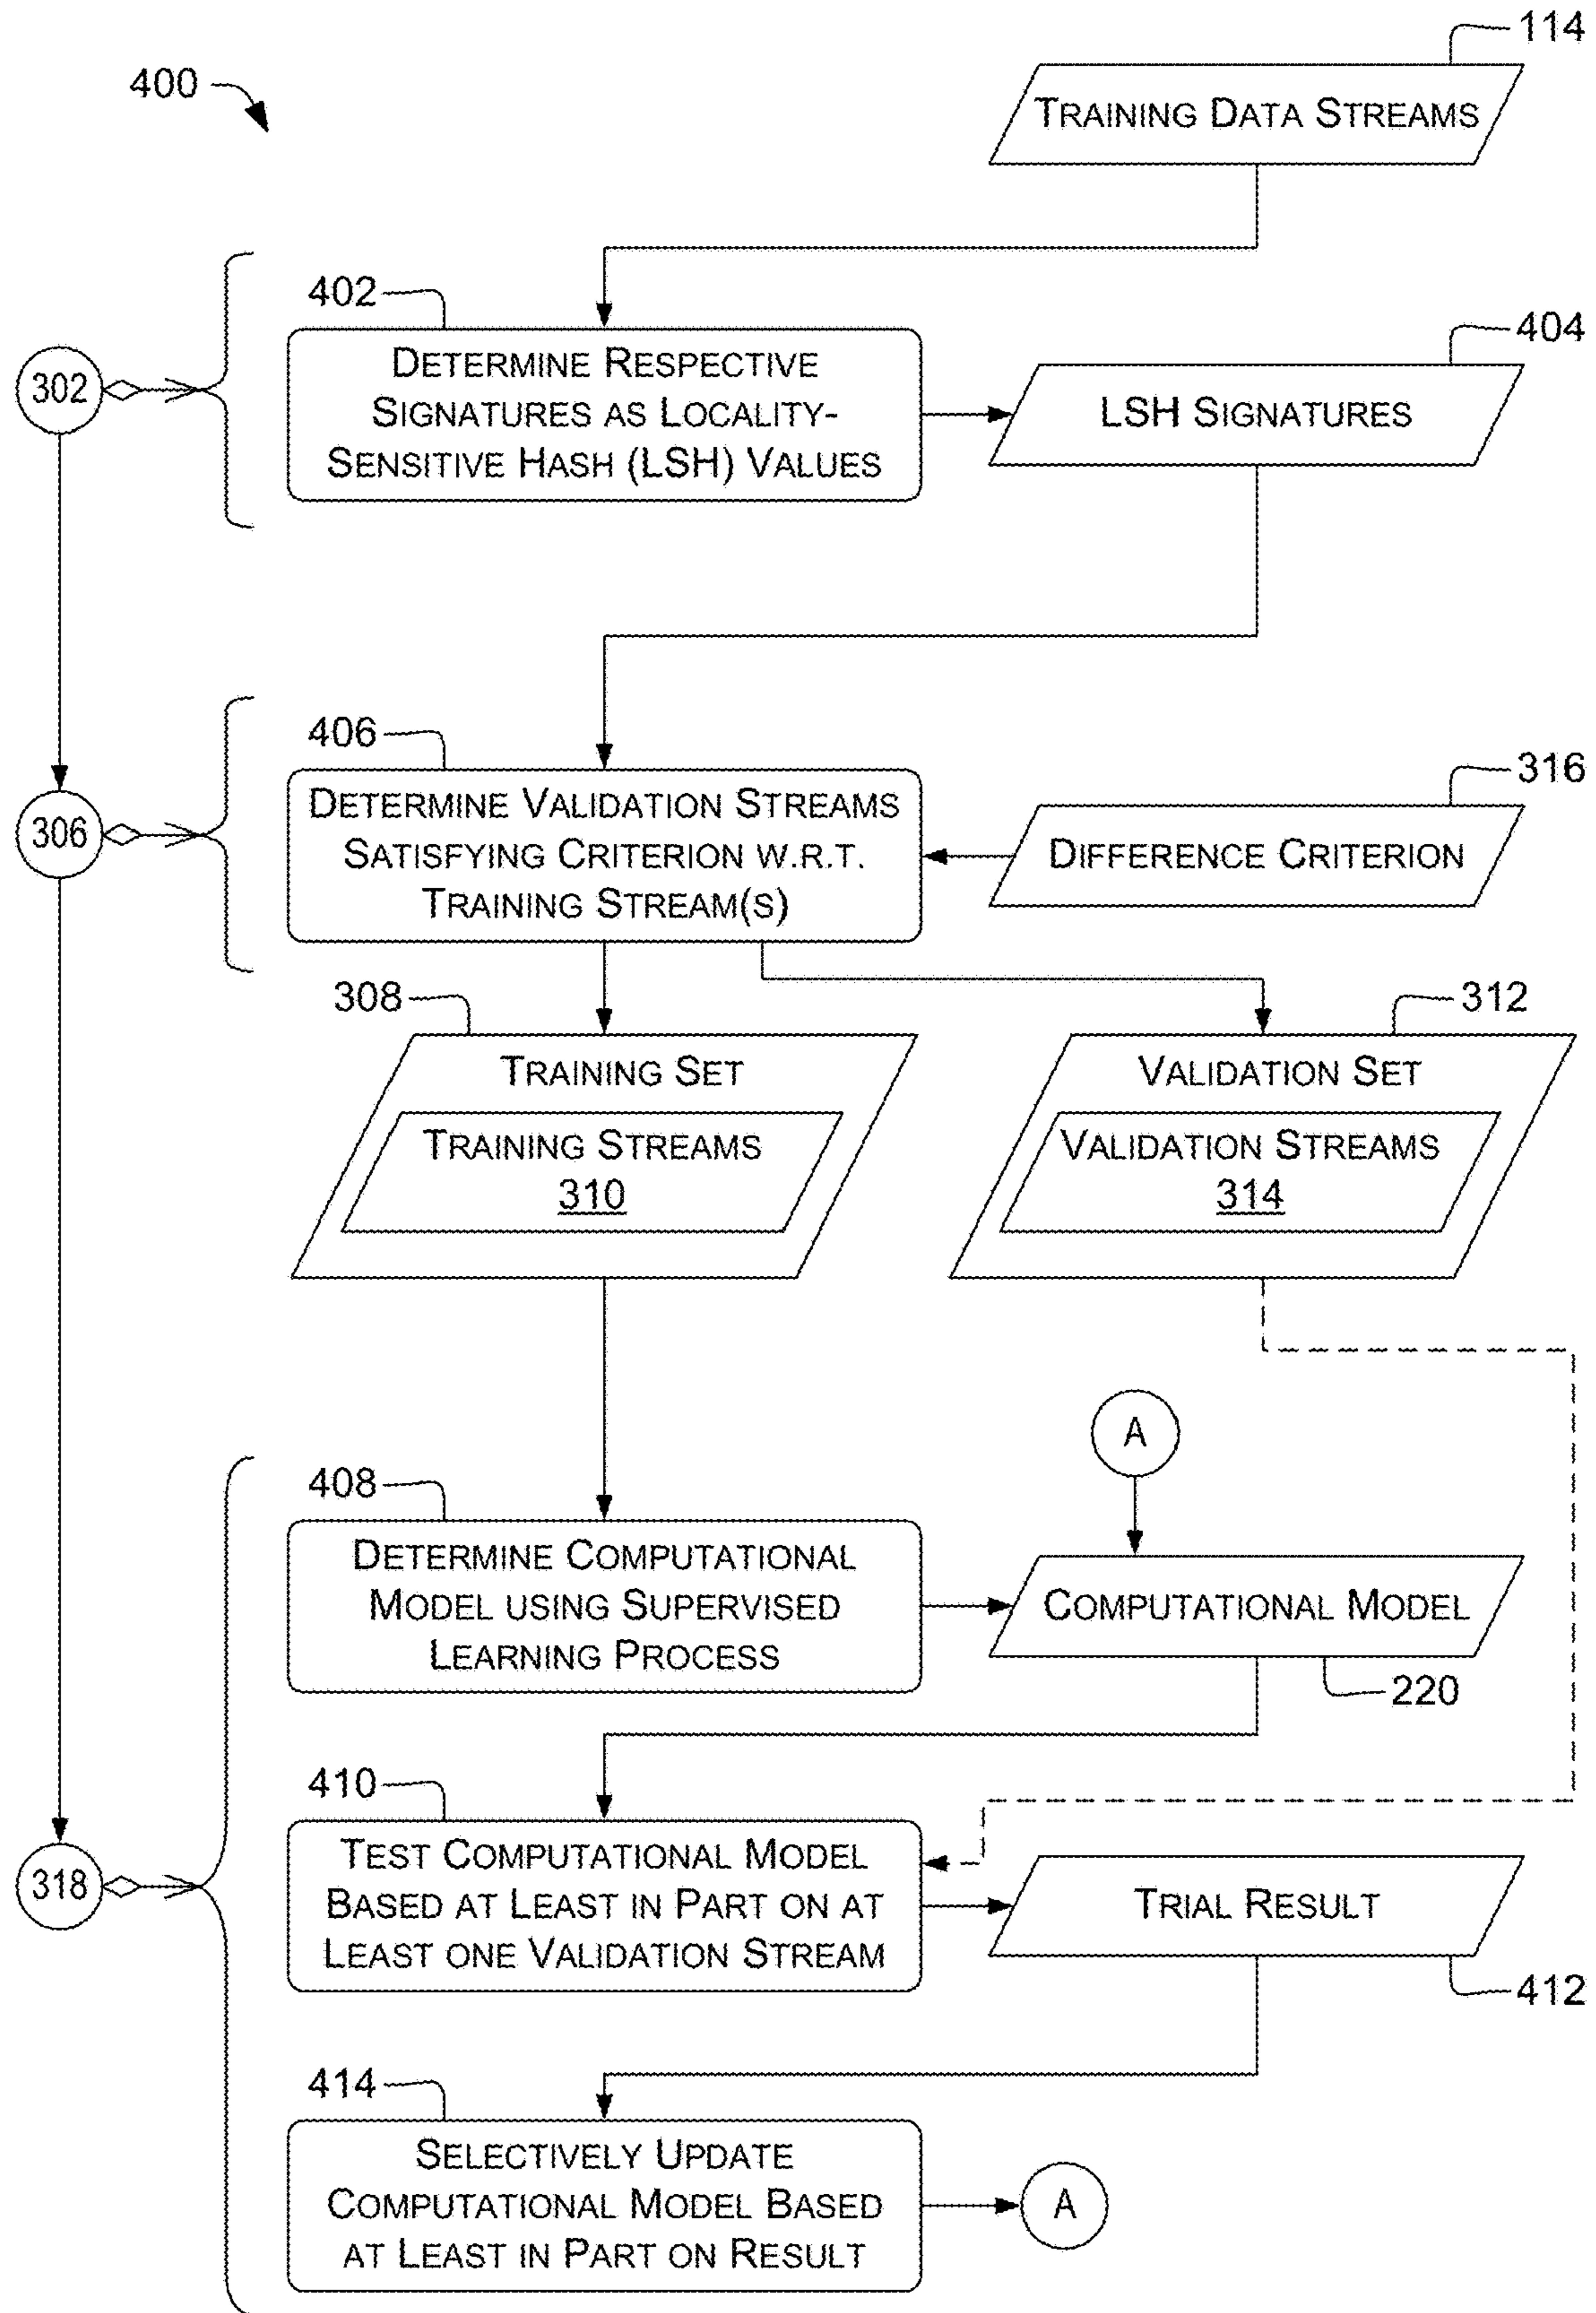 114
400
TRAINING DATA STREAMS
402
404
302
DETERMINE RESPECTIVE
SIGNATURES AS LOCALITY-
SENSITIVE HASH (LSH) VALUES
LSH SIGNATURES
406
316
306
DETERMINE VALIDATION STREAMS
SATISFYING CRITERION W.R.T.
TRAINING STREAM(S)
DIFFERENCE CRITERION
308
312
TRAINING SET
TRAINING STREAMS
310
VALIDATION SET
VALIDATION STREAMS
314
A
408
DETERMINE COMPUTATIONAL
MODEL USING SUPERVISED
LEARNING PROCESS
COMPUTATIONAL MODEL
220
410
318
TEST COMPUTATIONAL MODEL
BASED AT LEAST IN PART ON AT
LEAST ONE VALIDATION STREAM
TRIAL RESULT
412
414
SELECTIVELY UPDATE
COMPUTATIONAL MODEL BASED
AT LEAST IN PART ON RESULT
A